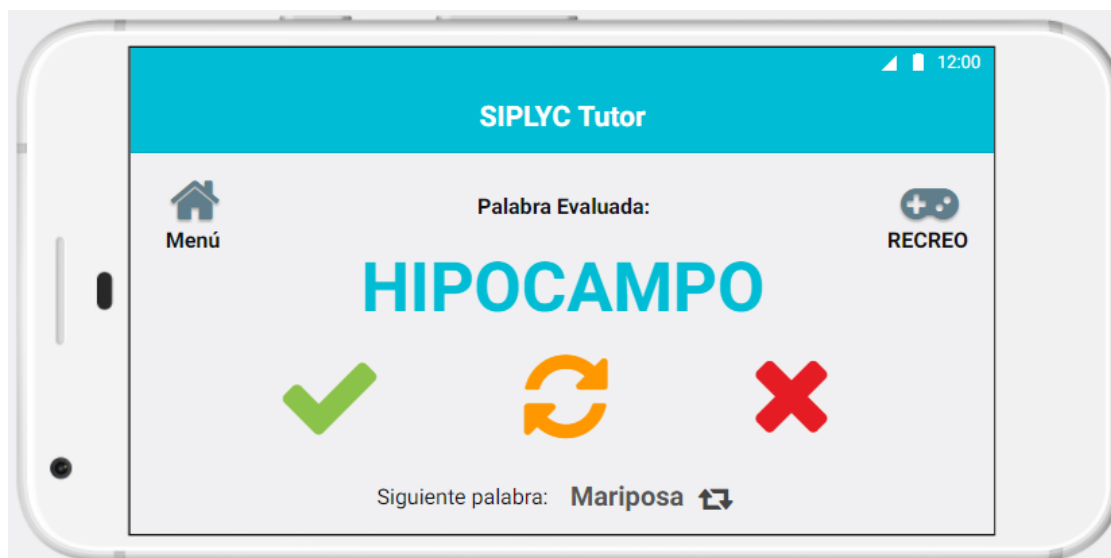 12:00
SIPLYC Tutor
Palabra Evaluada:
Menú
RECREO
HIPOCAMPO
Siguiente palabra: Mariposa